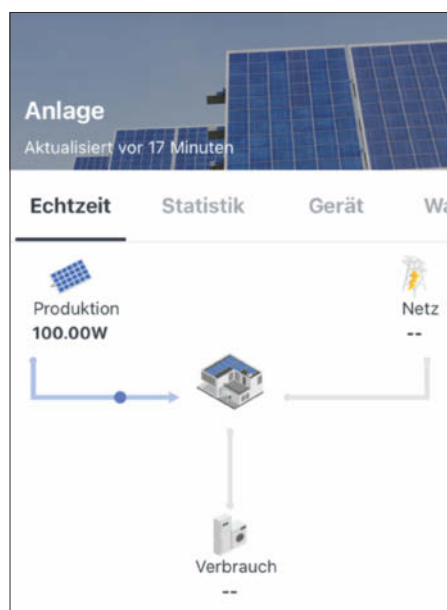 Anlage
Aktualisiert vor 17 Minuten
Echtzeit Statistik Gerät
Produktion
100.00W
Netz
--
Verbrauch
--